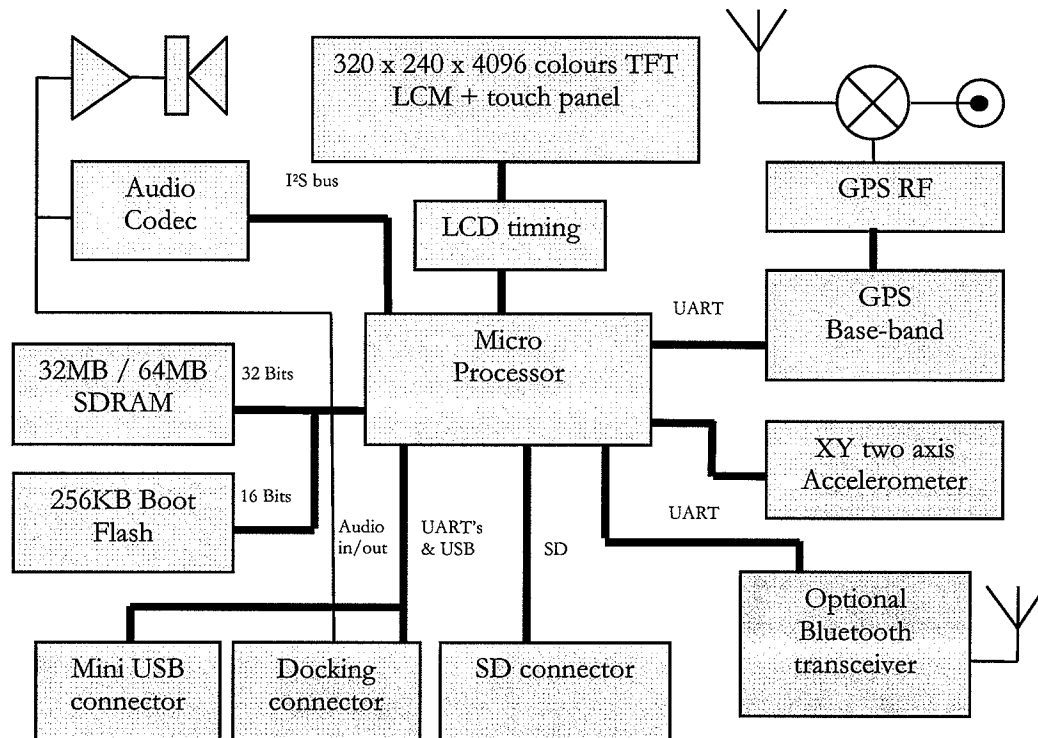 320 x 240 x 4096 colours TFT
LCM + touch panel
Audio
Codec
I²S bus
LCD timing
GPS RF
GPS
Base-band
UART
Micro
Processor
32MB / 64MB
SDRAM
32 Bits
256KB Boot
Flash
16 Bits
XY two axis
Accelerometer
Audio
in/out
UART's
& USB
SD
UART
Optional
Bluetooth
transceiver
Mini USB
connector
Docking
connector
SD connector